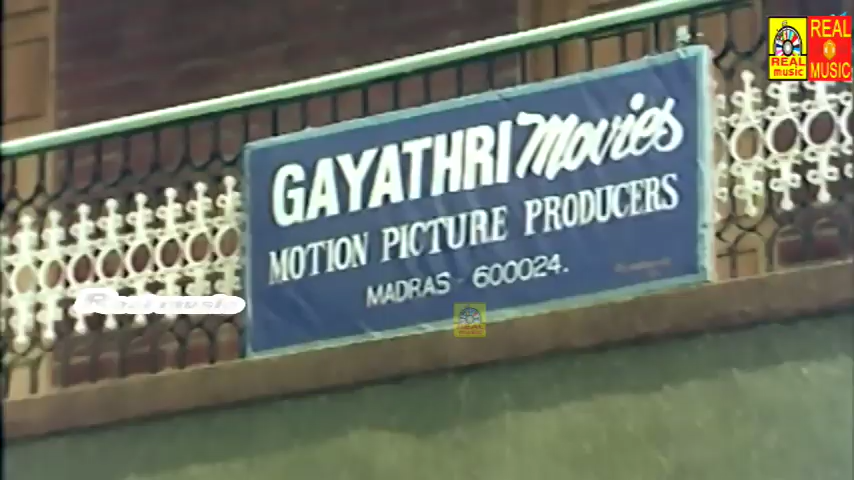 REAL
music
REAL
MUSIC
GAYATHRI Movies
MOTION PICTURE PRODUCERS
MADRAS - 600024.